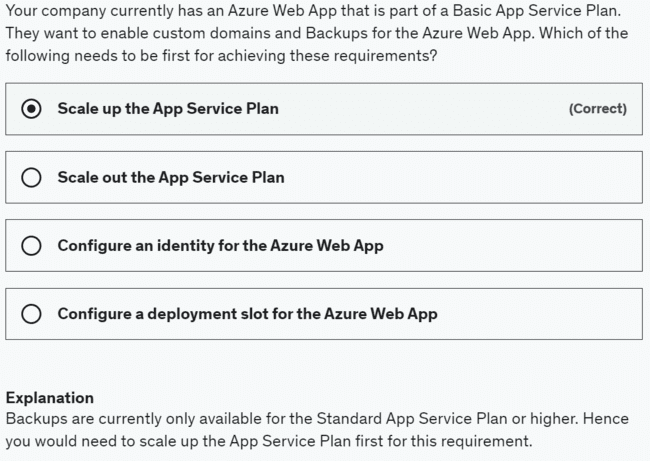 Your company currently has an Azure Web App that is part of a Basic App Service Plan.
They want to enable custom domains and Backups for the Azure Web App. Which of the
following needs to be first for achieving these requirements?
Scale up the App Service Plan (Correct)
Scale out the App Service Plan
Configure an identity for the Azure Web App
Configure a deployment slot for the Azure Web App
Explanation
Backups are currently only available for the Standard App Service Plan or higher. Hence
you would need to scale up the App Service Plan first for this requirement.